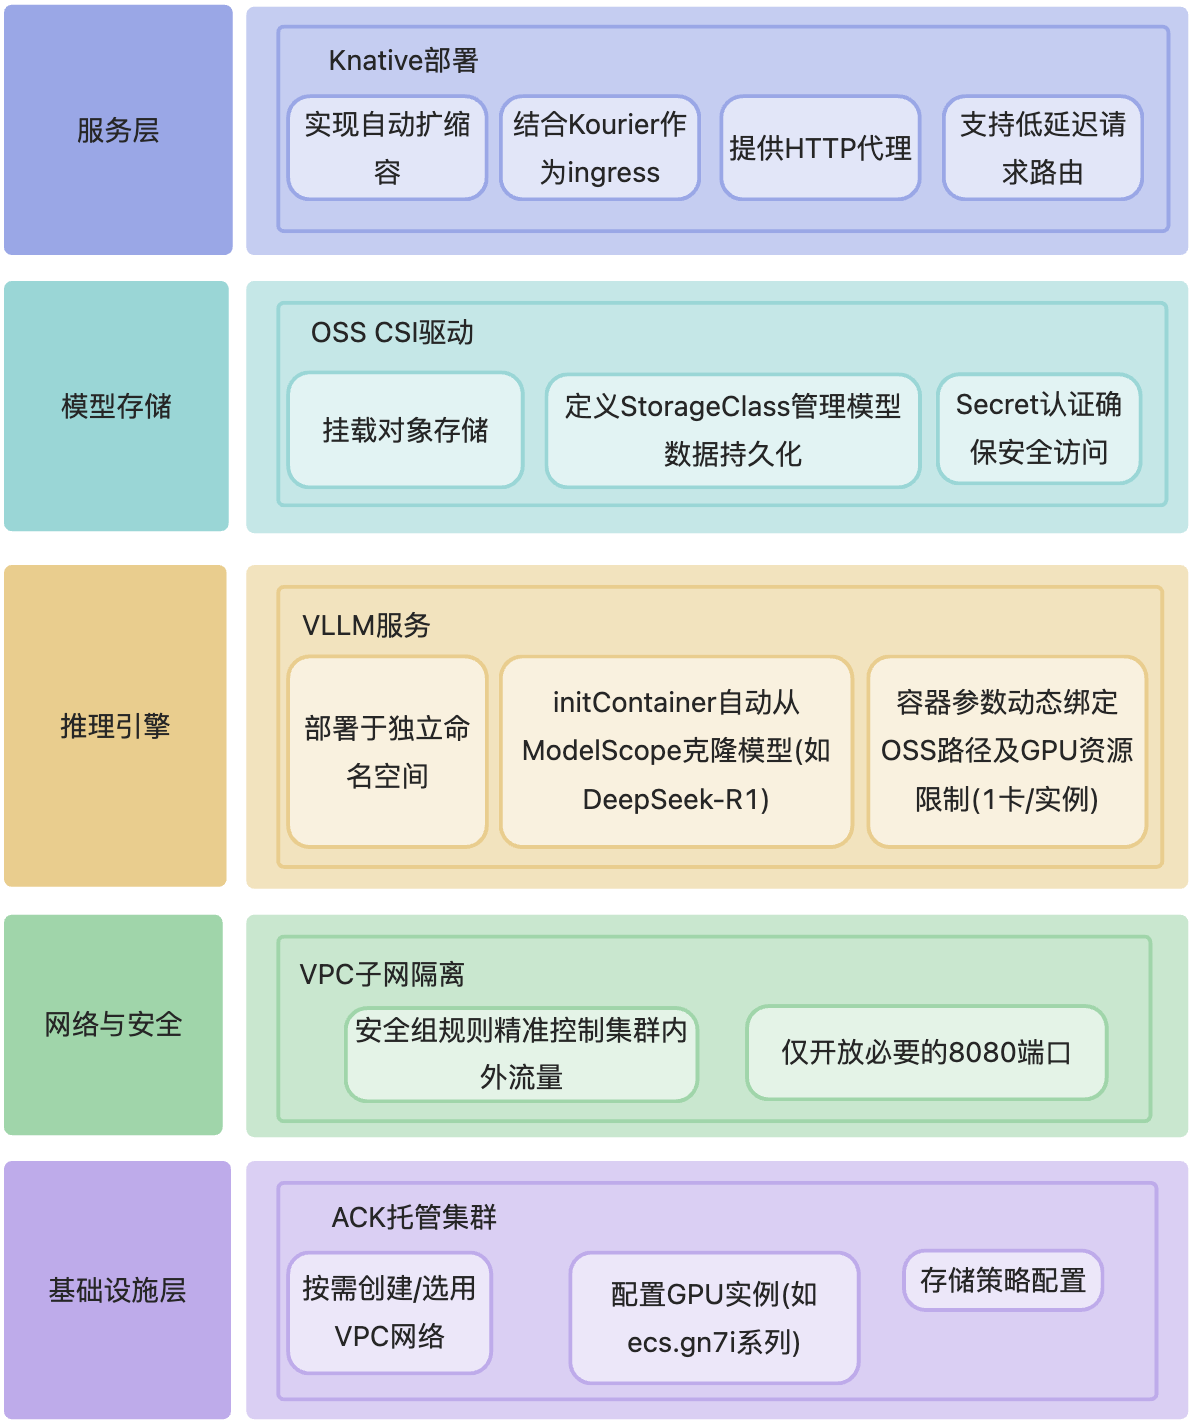 服务层
Knative部署
实现自动扩缩
容
结合Kourier作
为ingress
提供HTTP代理
支持低延迟请
求路由
模型存储
OSS CSI驱动
挂载对象存储
定义StorageClass管理模型
数据持久化
Secret认证确
保安全访问
推理引擎
VLLM服务
部署于独立命
名空间
initContainer自动从
ModelScope克隆模型(如
DeepSeek-R1)
容器参数动态绑定
OSS路径及GPU资源
限制(1卡/实例)
网络与安全
VPC子网隔离
安全组规则精准控制集群内
外流量
仅开放必要的8080端口
基础设施层
ACK托管集群
按需创建/选用
VPC网络
配置GPU实例(如
ecs.gn7i系列)
存储策略配置